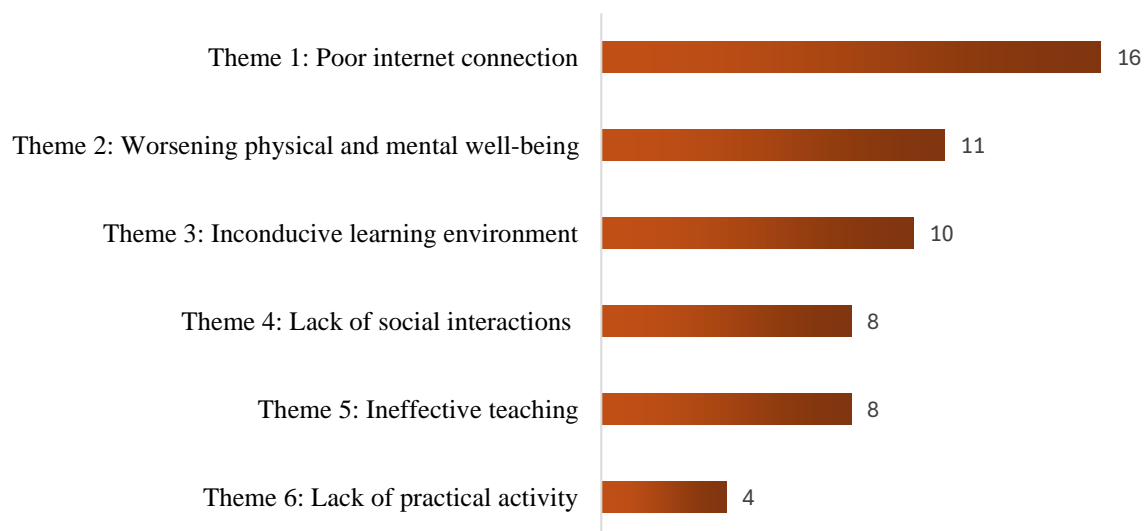 Theme 1: Poor internet connection 16
Theme 2: Worsening physical and mental well-being 11
Theme 3: Inconducive learning environment 10
Theme 4: Lack of social interactions 8
Theme 5: Ineffective teaching 8
Theme 6: Lack of practical activity 4